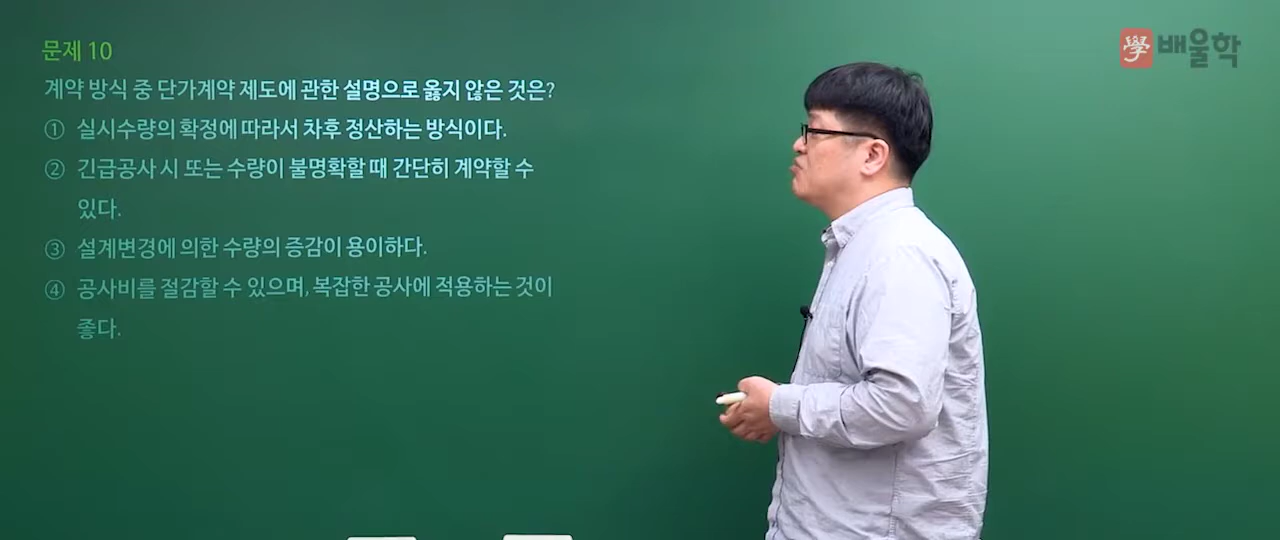 學 배울학
문제 10
계약 방식 중 단가계약 제도에 관한 설명으로 옳지 않은 것은?
① 실시수량의 확정에 따라서 차후 정산하는 방식이다.
② 긴급공사 시 또는 수량이 불명확할 때 간단히 계약할 수
있다.
③ 설계변경에 의한 수량의 증감이 용이하다.
④ 공사비를 절감할 수 있으며, 복잡한 공사에 적용하는 것이
좋다.